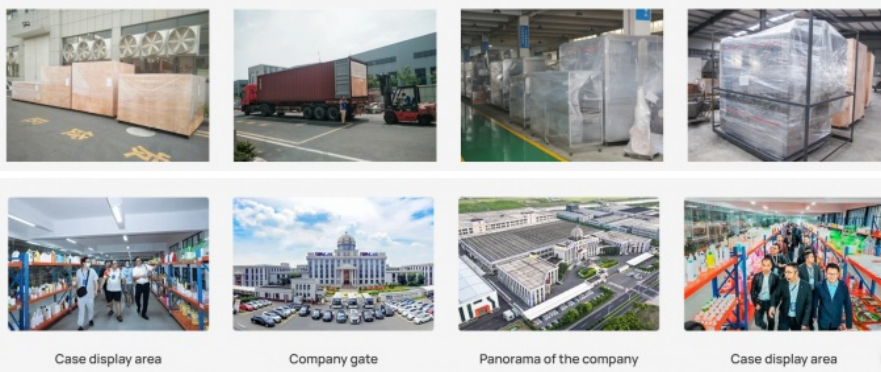 Case display area
Company gate
Panorama of the company
Case display area